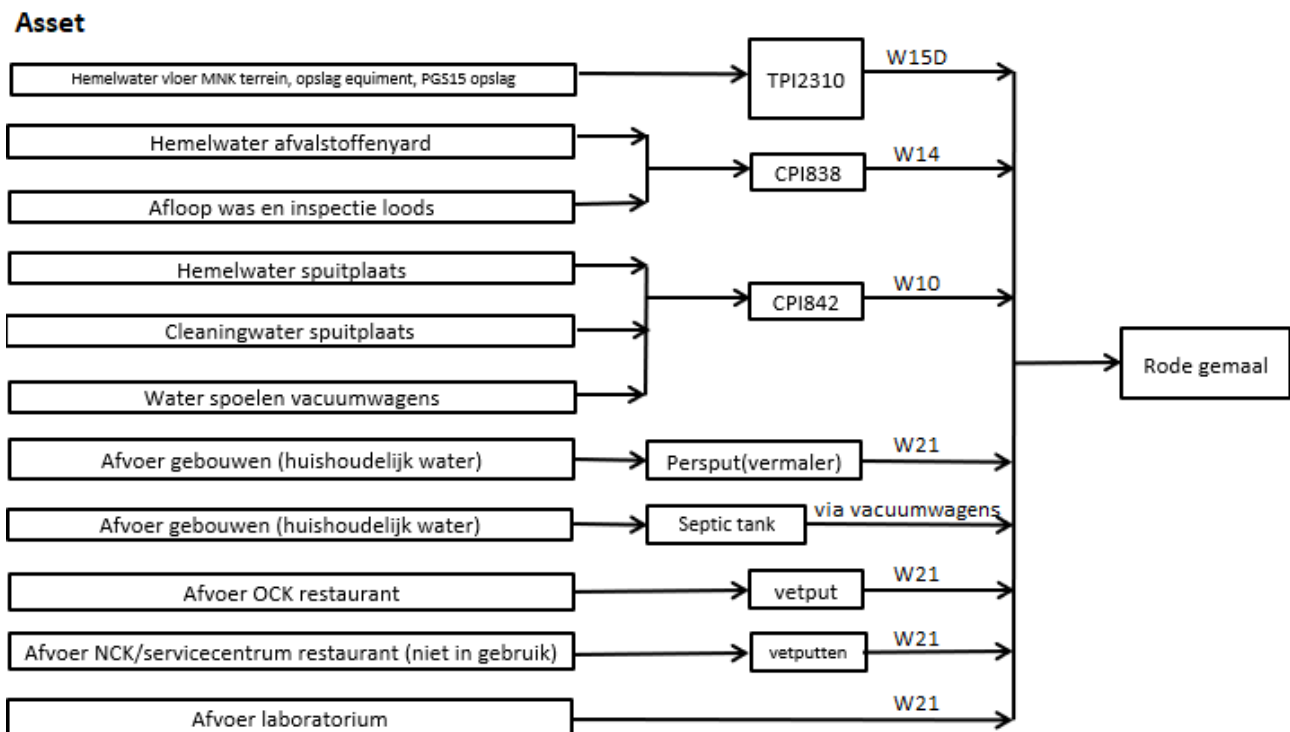 Asset
Hemelwater vloer MNK terrein, opslag equiment, PGS15 opslag
TPI2310
W15D
Hemelwater afvalstoffenyard
CPI838
W14
Afloop was en inspectie loods
Hemelwater spuitplaats
CPI842
W10
Cleaningwater spuitplaats
Water spoelen vacuumwagens
Rode gemaal
Afvoer gebouwen (huishoudelijk water)
Persput(vermaler)
W21
Afvoer gebouwen (huishoudelijk water)
Septic tank
via vacuumwagens
Afvoer OCK restaurant
vetput
W21
Afvoer NCK/servicecentrum restaurant (niet in gebruik)
vetputten
W21
Afvoer laboratorium
W21